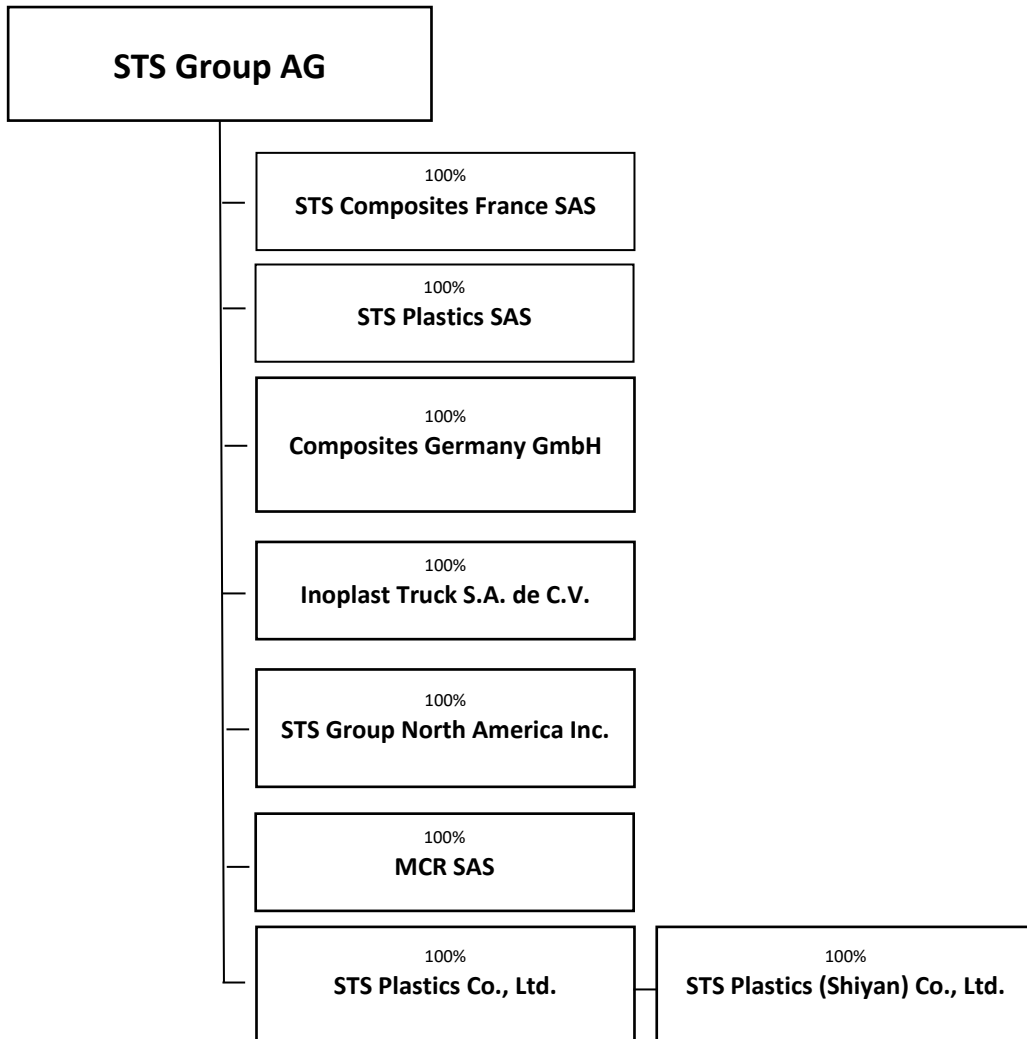 STS Group AG
100%
STS Composites France SAS
100%
STS Plastics SAS
100%
Composites Germany GmbH
100%
Inoplast Truck S.A. de C.V.
100%
STS Group North America Inc.
100%
MCR SAS
100%
STS Plastics Co., Ltd.
100%
STS Plastics (Shiyan) Co., Ltd.